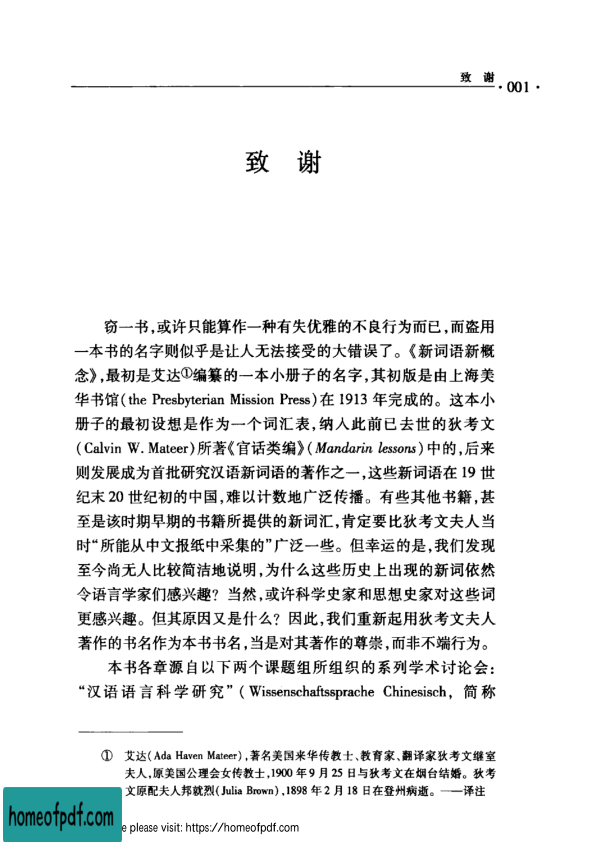 致　谢
· 001 ·
致　谢
窃一书,或许只能算作一种有失优雅的不良行为而已,而盗用
一本书的名字则似乎是让人无法接受的大错误了。《新词语新概
念》,最初是艾达①编纂的一本小册子的名字,其初版是由上海美
华书馆(the Presbyterian Mission Press)在 1913 年完成的。这本小
册子的最初设想是作为一个词汇表,纳入此前已去世的狄考文
(Calvin W. Mateer)所著《官话类编》(Mandarin lessons)中的,后来
则发展成为首批研究汉语新词语的著作之一,这些新词语在 19 世
纪末 20 世纪初的中国,难以计数地广泛传播。有些其他书籍,甚
至是该时期早期的书籍所提供的新词汇,肯定要比狄考文夫人当
时“所能从中文报纸中采集的”广泛一些。但幸运的是,我们发现
至今尚无人比较简洁地说明,为什么这些历史上出现的新词依然
令语言学家们感兴趣? 当然,或许科学史家和思想史家对这些词
更感兴趣。但其原因又是什么? 因此,我们重新起用狄考文夫人
著作的书名作为本书书名,当是对其著作的尊崇,而非不端行为。
本书各章源自以下两个课题组所组织的系列学术讨论会:
“汉语语言科学研究”( Wissenschaftssprache Chinesisch, 简称
① 艾达(Ada Haven Mateer),著名美国来华传教士、教育家、翻译家狄考文继室
夫人,原美国公理会女传教士,1900 年 9 月 25 日与狄考文在烟台结婚。狄考
文原配夫人邦就烈(Julia Brown),1898 年 2 月 18 日在登州病逝。——译注
homeofpdf.com
e please visit: https://homeofpdf.com